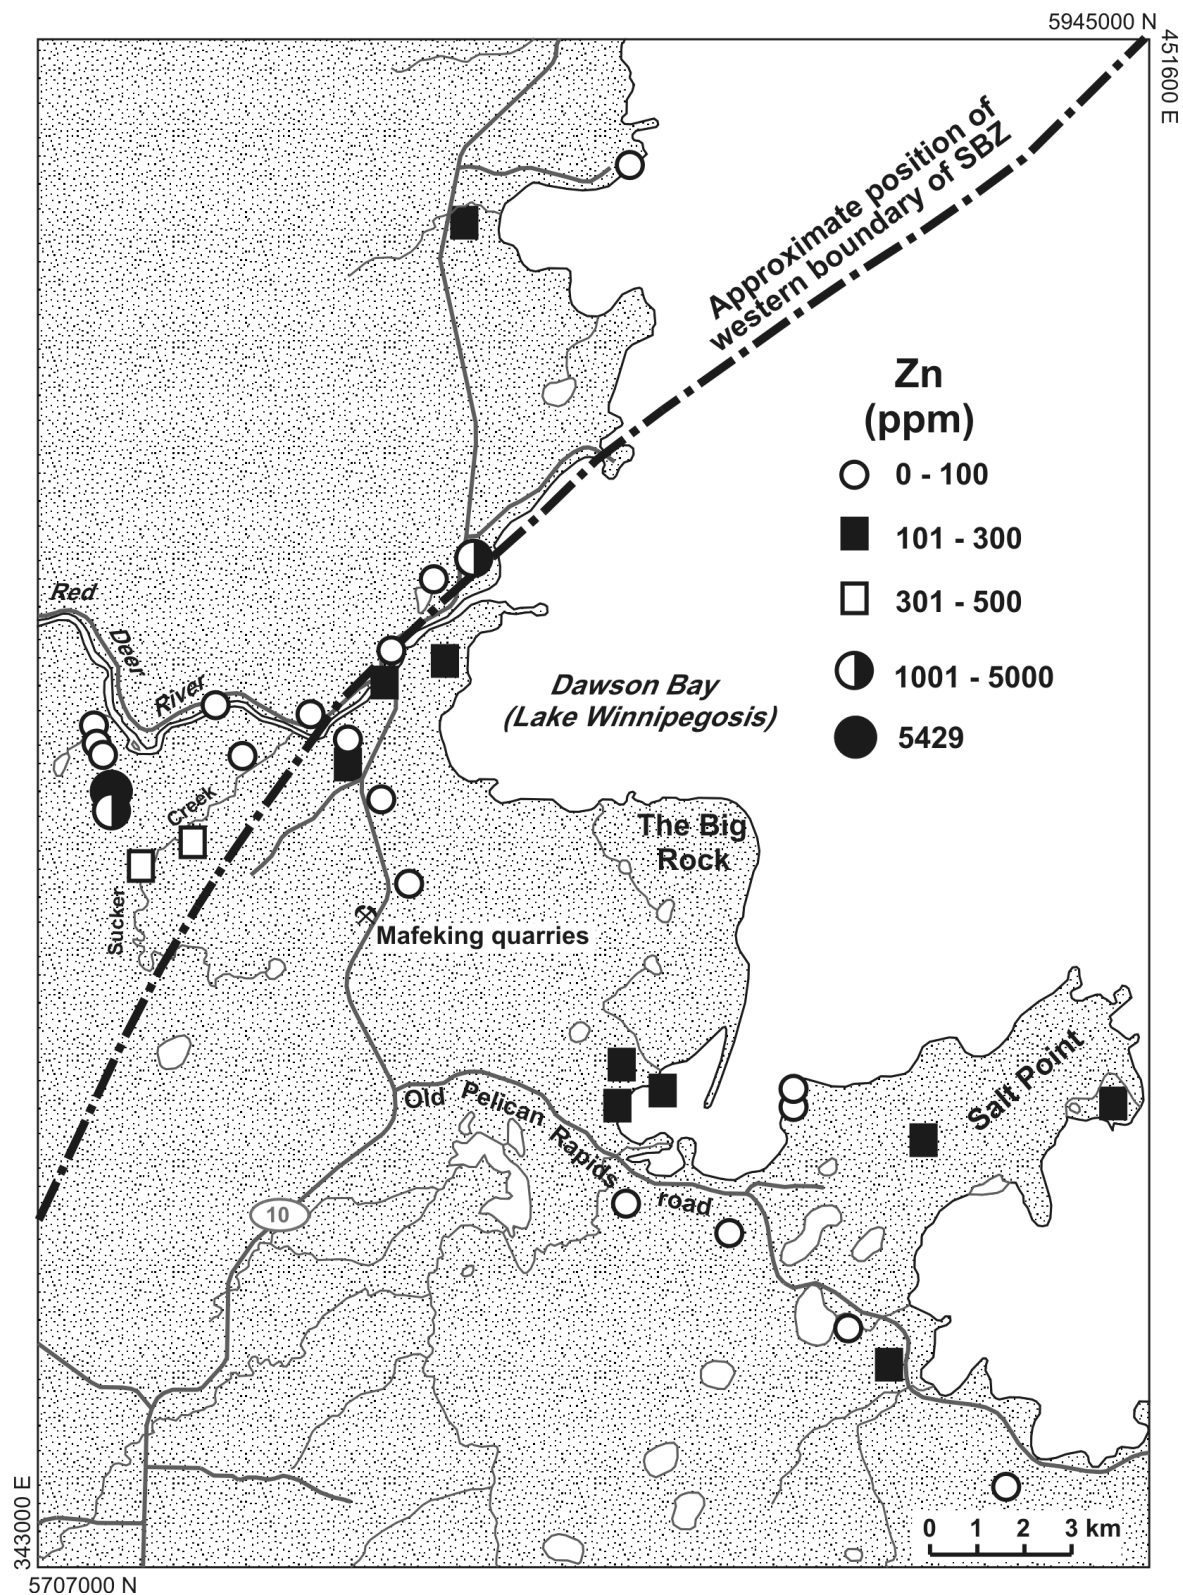 5945000 N
451600 E
Approximate position of
western boundary of SBZ
Zn
(ppm)
0 - 100
101 - 300
301 - 500
1001 - 5000
5429
Red
Deer
River
Dawson Bay
(Lake Winnipegosis)
Creek
Sucker
The Big
Rock
Mafeking quarries
Salt Point
Old Pelican Rapids road
10
0 1 2 3 km
343000 E
5707000 N